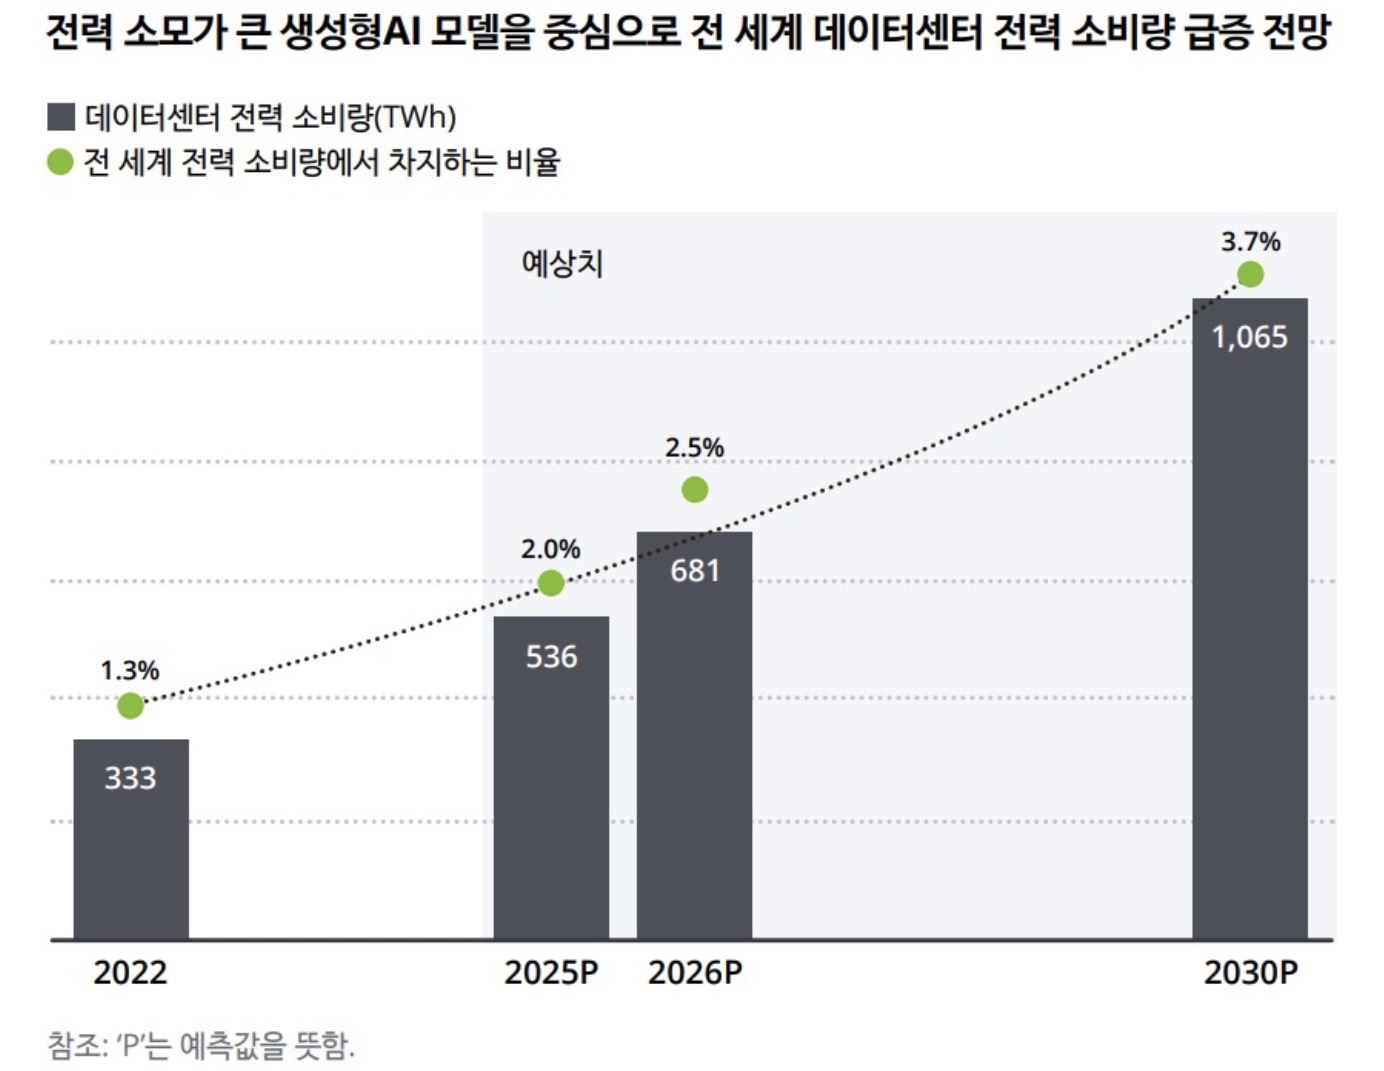 전력 소모가 큰 생성형AI 모델을 중심으로 전 세계 데이터센터 전력 소비량 급증 전망
데이터센터 전력 소비량(TWh)
전 세계 전력 소비량에서 차지하는 비율
예상치
3.7%
1,065
2.5%
681
2.0%
536
1.3%
333
2022
2025P
2026P
2030P
참조: ‘P’는 예측값을 뜻함.